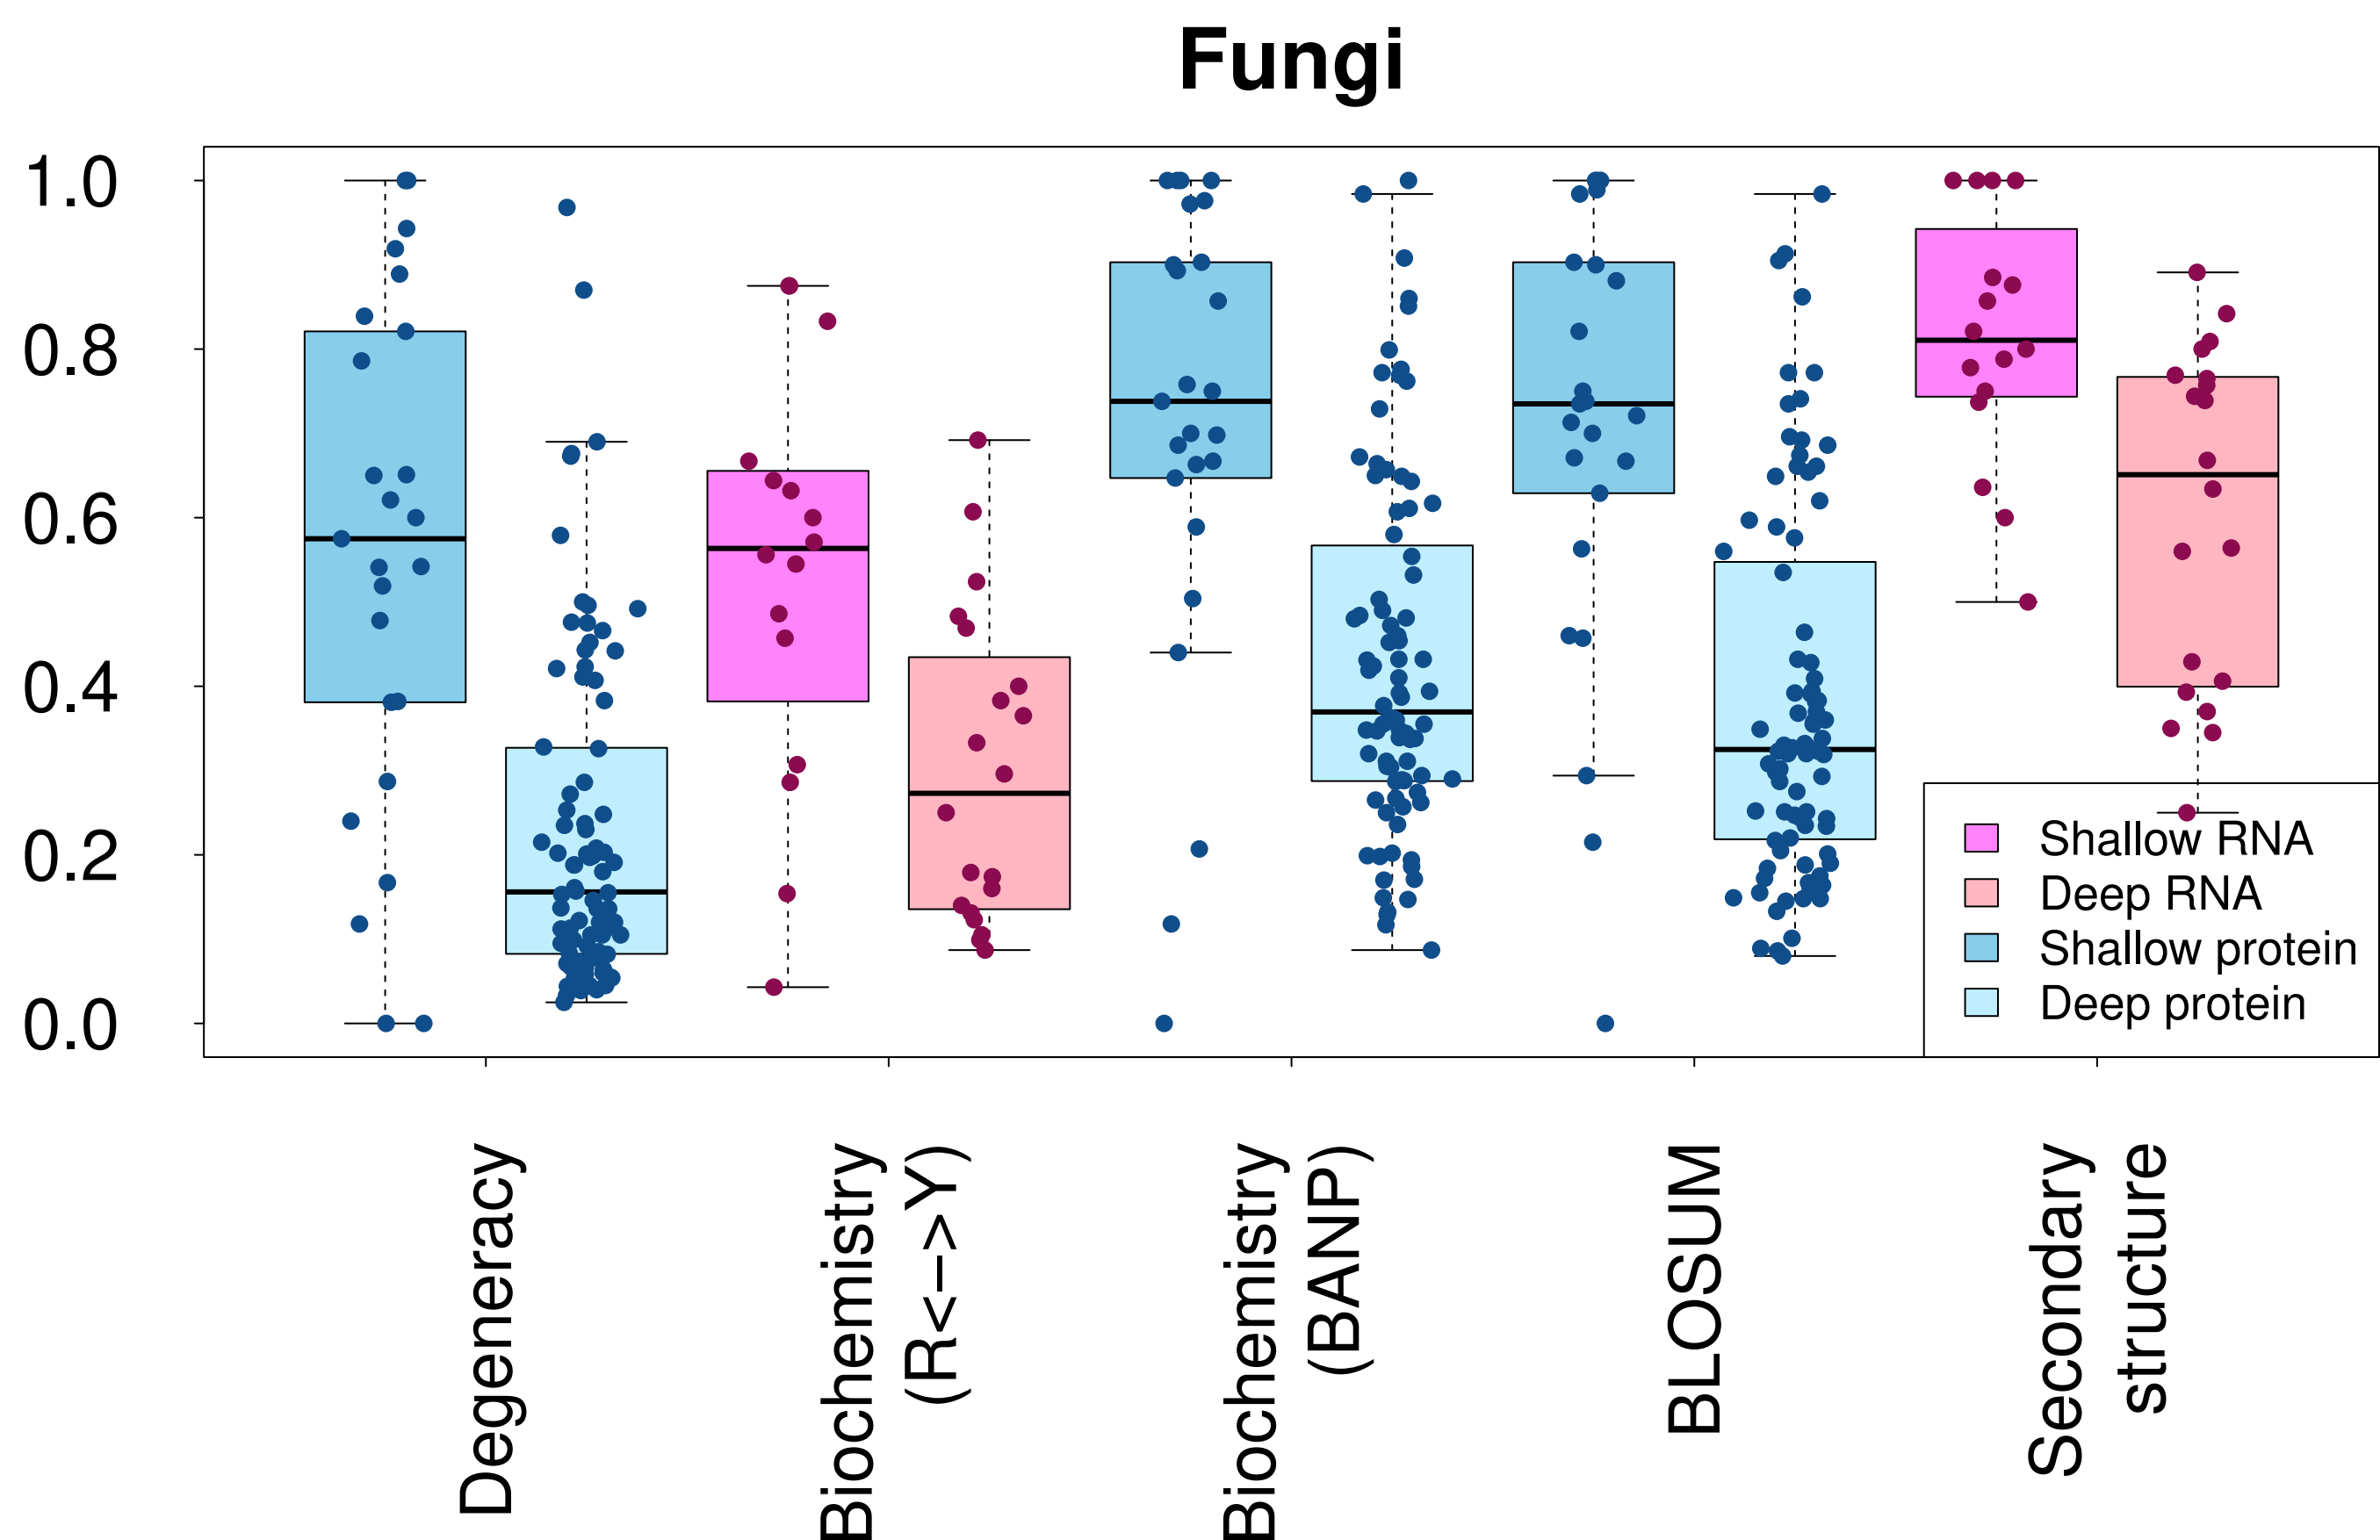 Fungi
1.0
0.8
0.6
0.4
0.2
0.0
Shallow RNA
Deep RNA
Shallow protein
Deep protein
Degeneracy
Biochemistry
(R<−>Y)
Biochemistry
(BANP)
BLOSUM
Secondary
structure